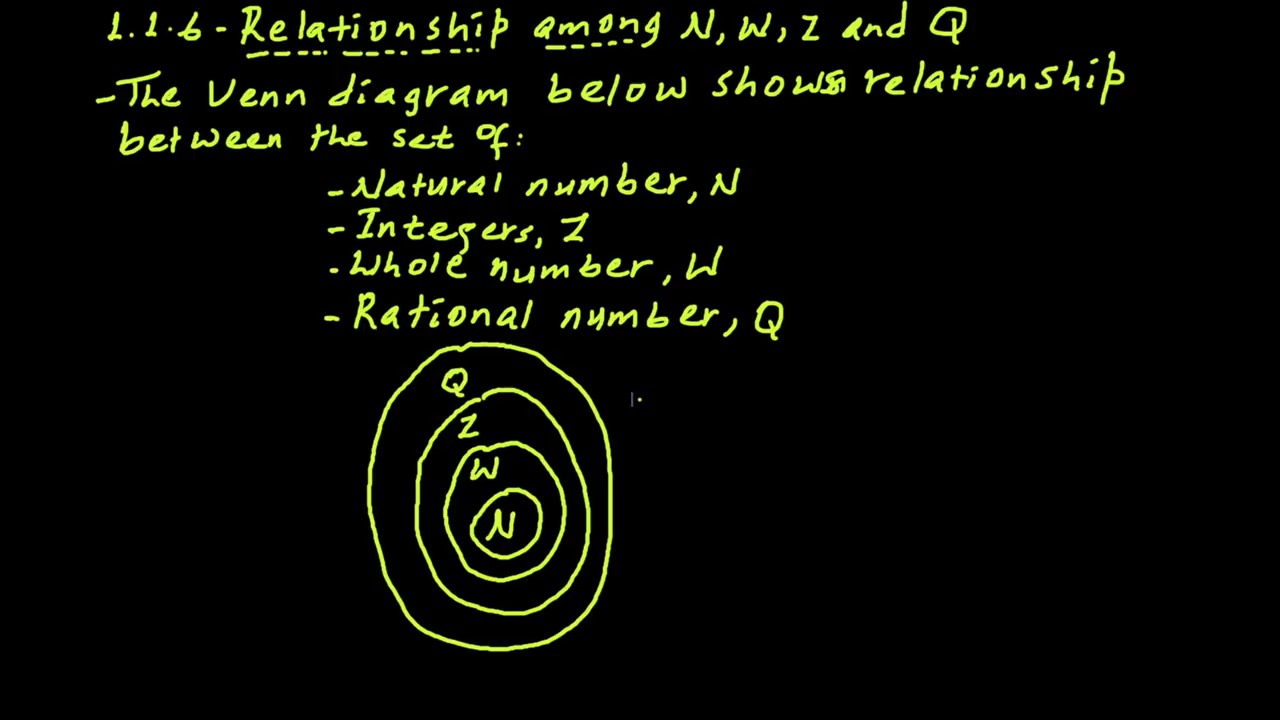 1.1.6 - Relationship among N, W, Z and Q
- The Venn diagram below shows relationship
between the set of:
- Natural number, N
- Integers, Z
- Whole number, W
- Rational number, Q
Q
Z
W
N